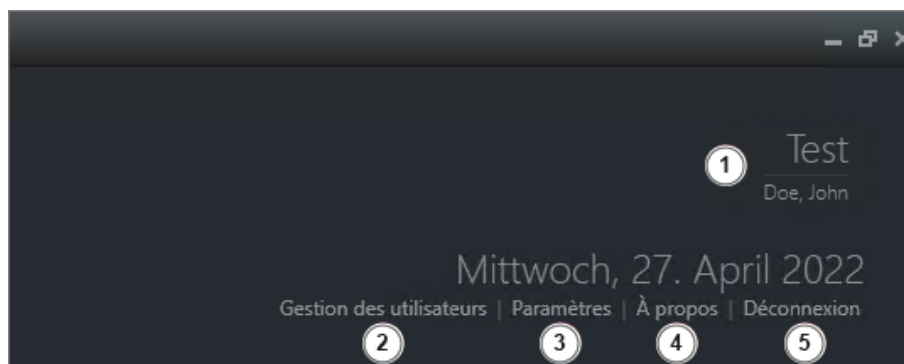 Test
1
Doe, John
Mittwoch, 27. April 2022
Gestion des utilisateurs | Paramètres | À propos | Déconnexion
2 3 4 5